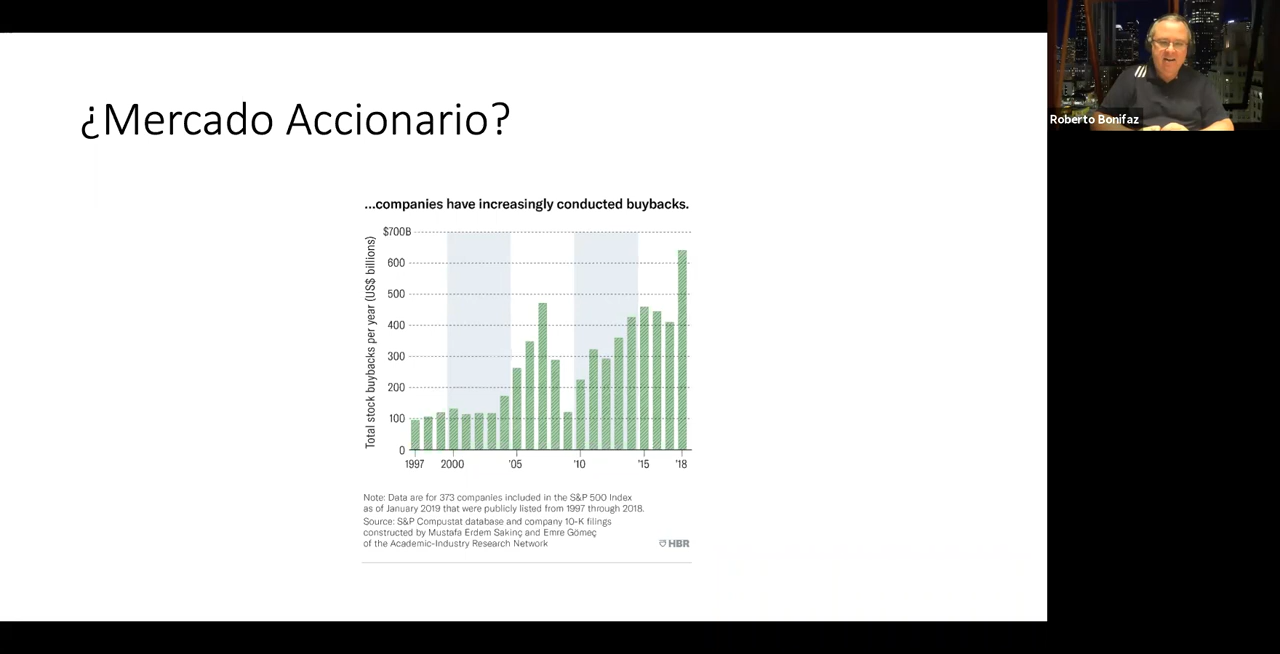 ¿Mercado Accionario?
Roberto Bonifaz
...companies have increasingly conducted buybacks.
Total stock buybacks per year (US$ billions)
$700B
600
500
400
300
200
100
0
1997 2000 '05 '10 '15 '18
Note: Data are for 373 companies included in the S&P 500 Index
as of January 2019 that were publicly listed from 1997 through 2018.
Source: S&P Compustat database and company 10-K filings
constructed by Mustafa Erdem Sakinç and Emre Gömeç
of the Academic-Industry Research Network
HBR